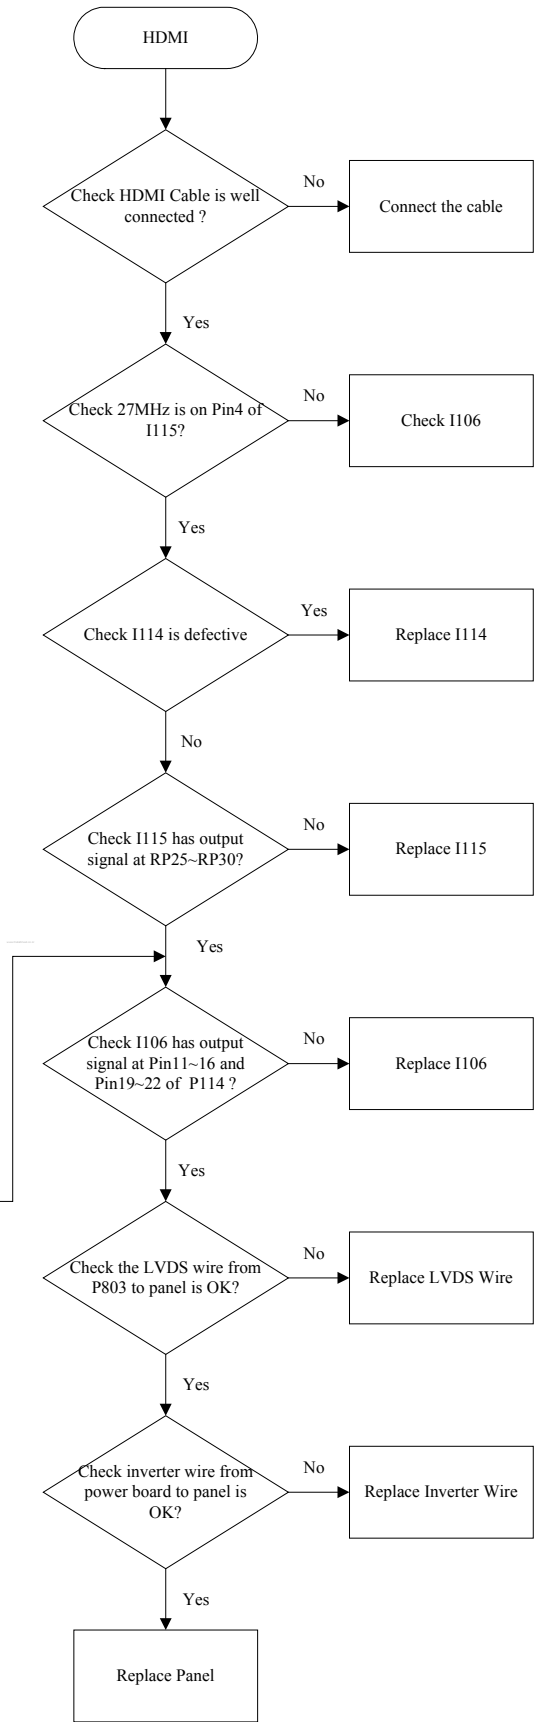 HDMI
Check HDMI Cable is well
connected ?
No
Connect the cable
Yes
Check 27MHz is on Pin4 of
I115?
No
Check I106
Yes
Check I114 is defective
Yes
Replace I114
No
Check I115 has output
signal at RP25~RP30?
No
Replace I115
Yes
Check I106 has output
signal at Pin11~16 and
Pin19~22 of P114 ?
No
Replace I106
Yes
Check the LVDS wire from
P803 to panel is OK?
No
Replace LVDS Wire
Yes
Check inverter wire from
power board to panel is
OK?
No
Replace Inverter Wire
Yes
Replace Panel